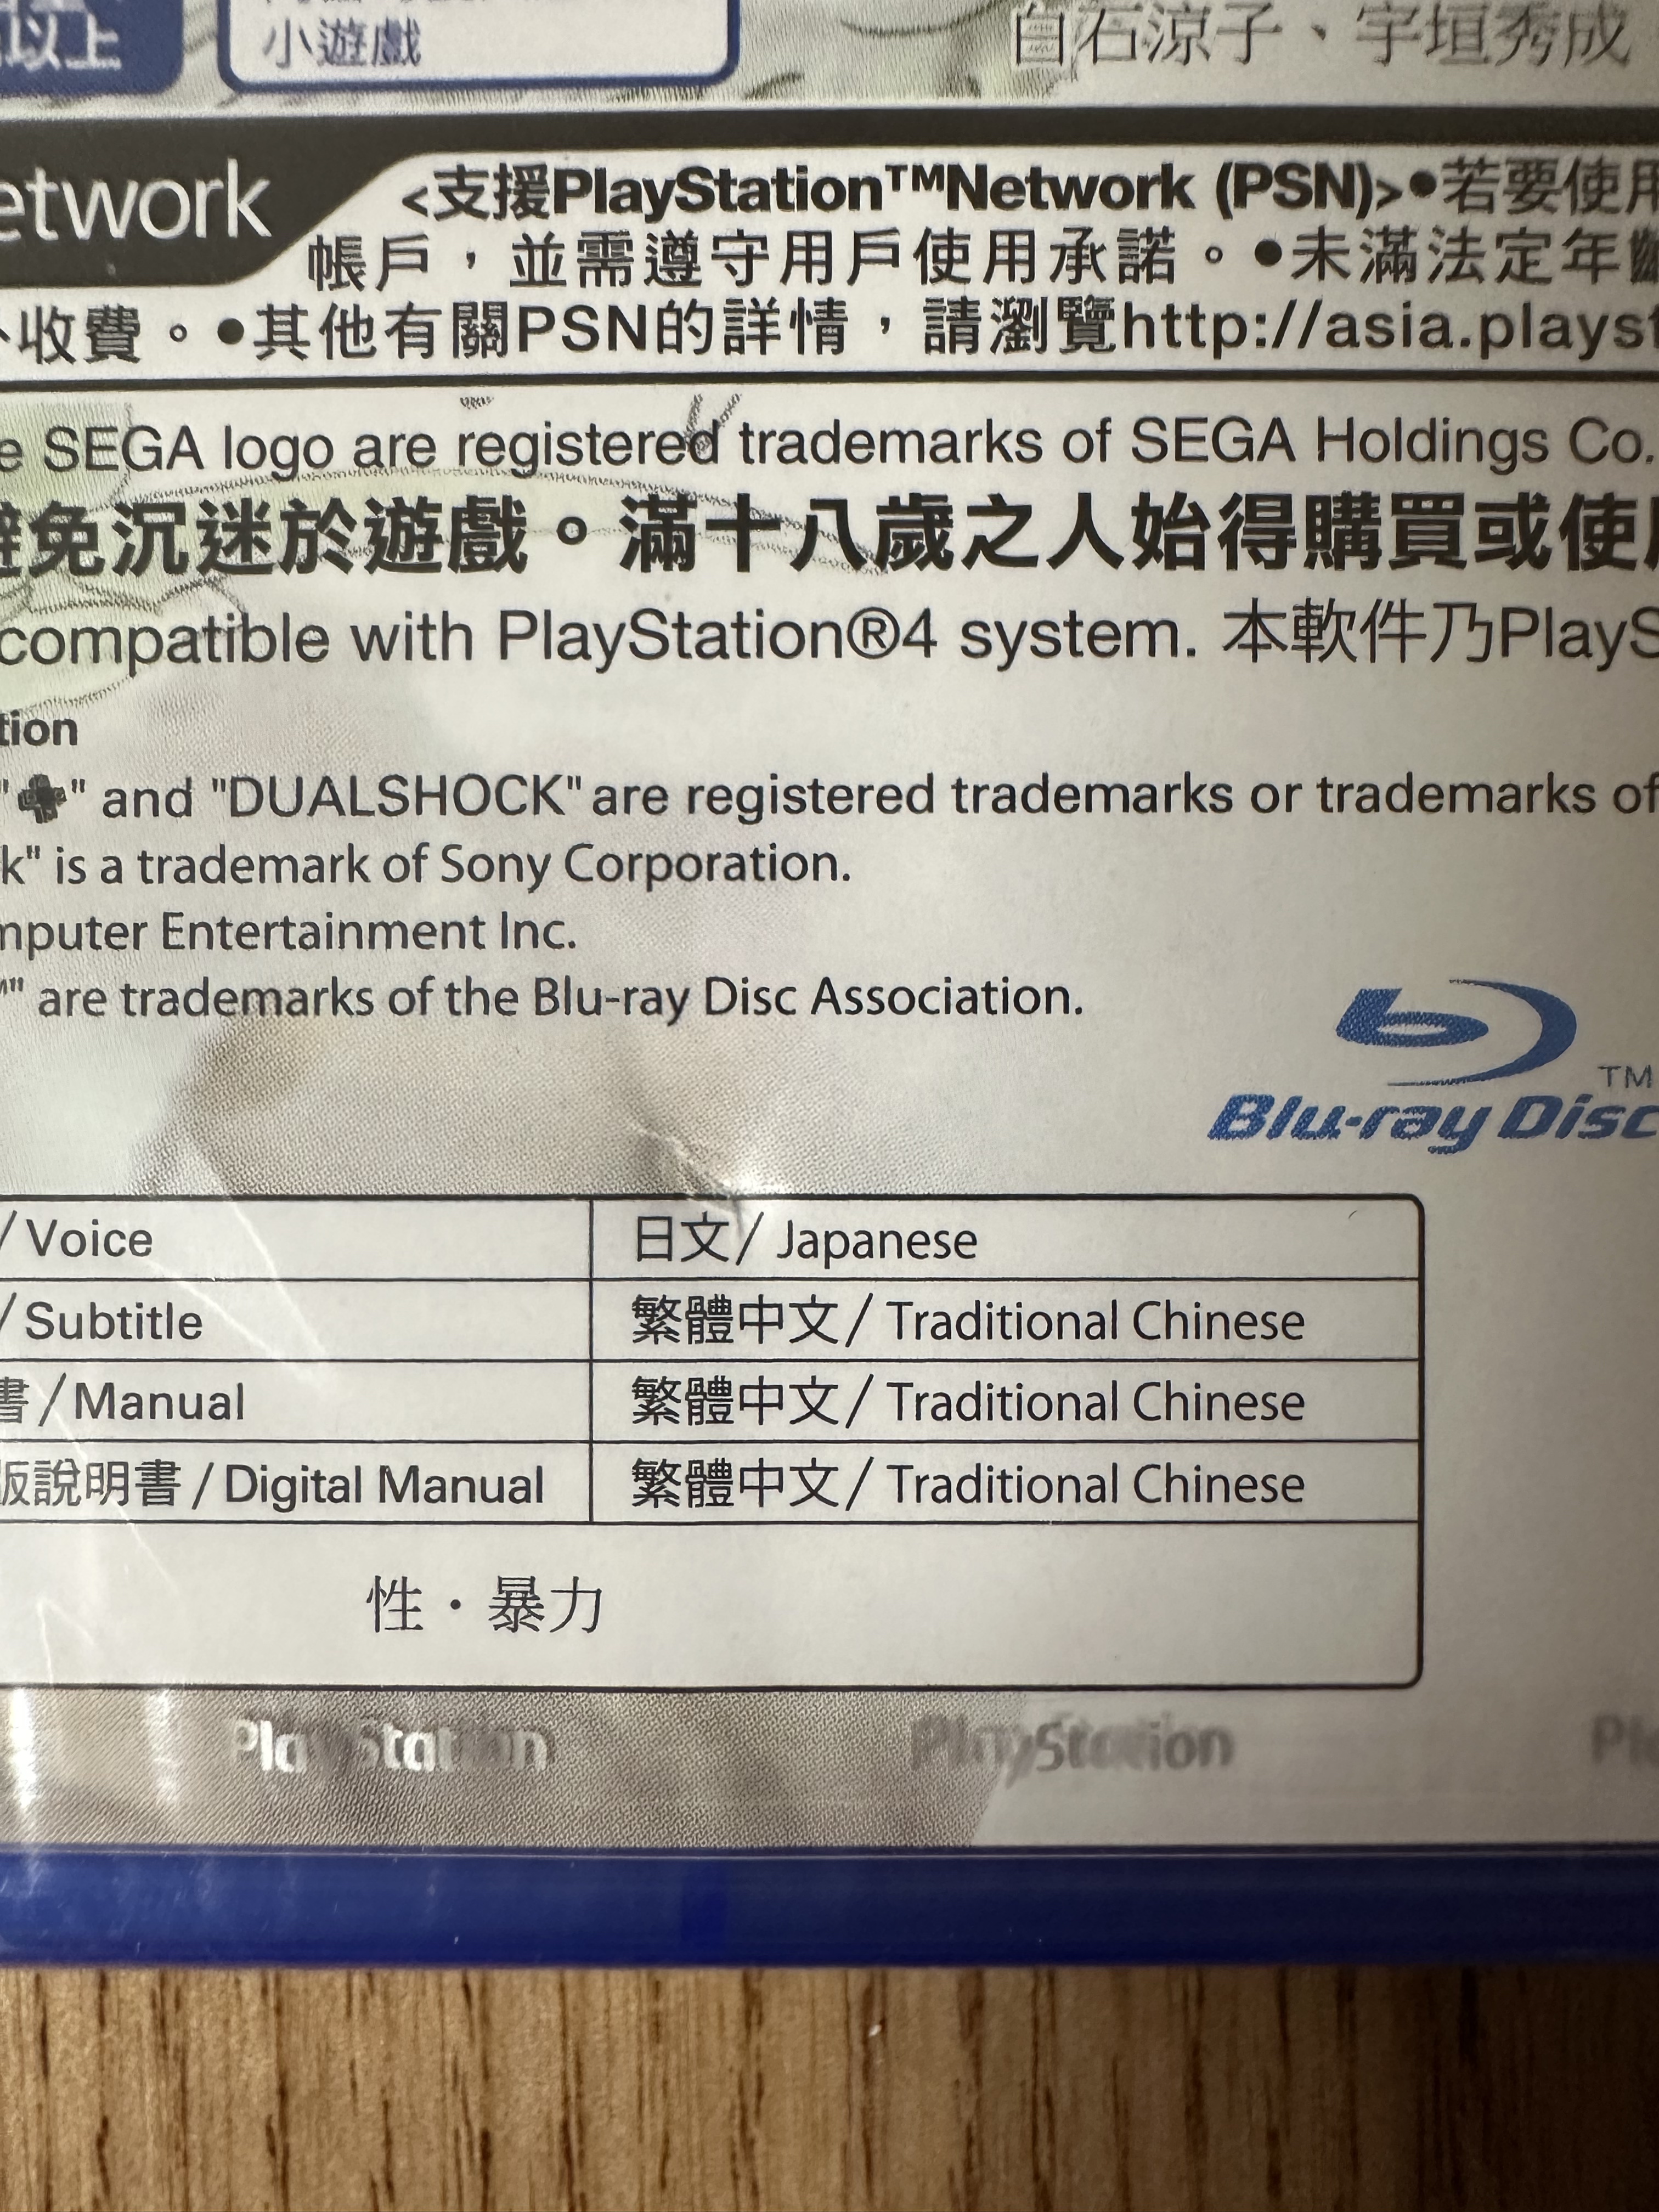 以上
小遊戲
白石涼子、宇垣秀成
etwork
<支援PlayStation™Network (PSN)>●若要使用
帳戶，並需遵守用戶使用承諾。●未滿法定年
收費。●其他有關PSN的詳情，請瀏覽http://asia.playst
e SEGA logo are registered trademarks of SEGA Holdings Co.
避免沉迷於遊戲。滿十八歲之人始得購買或使
compatible with PlayStation®4 system. 本軟件乃PlayS
tion
" " and "DUALSHOCK" are registered trademarks or trademarks of
k" is a trademark of Sony Corporation.
mputer Entertainment Inc.
" are trademarks of the Blu-ray Disc Association.
TM
Blu-ray Disc
/ Voice
日文 / Japanese
/ Subtitle
繁體中文 / Traditional Chinese
書 / Manual
繁體中文 / Traditional Chinese
版說明書 / Digital Manual
繁體中文 / Traditional Chinese
性・暴力
PlayStation
PlayStation